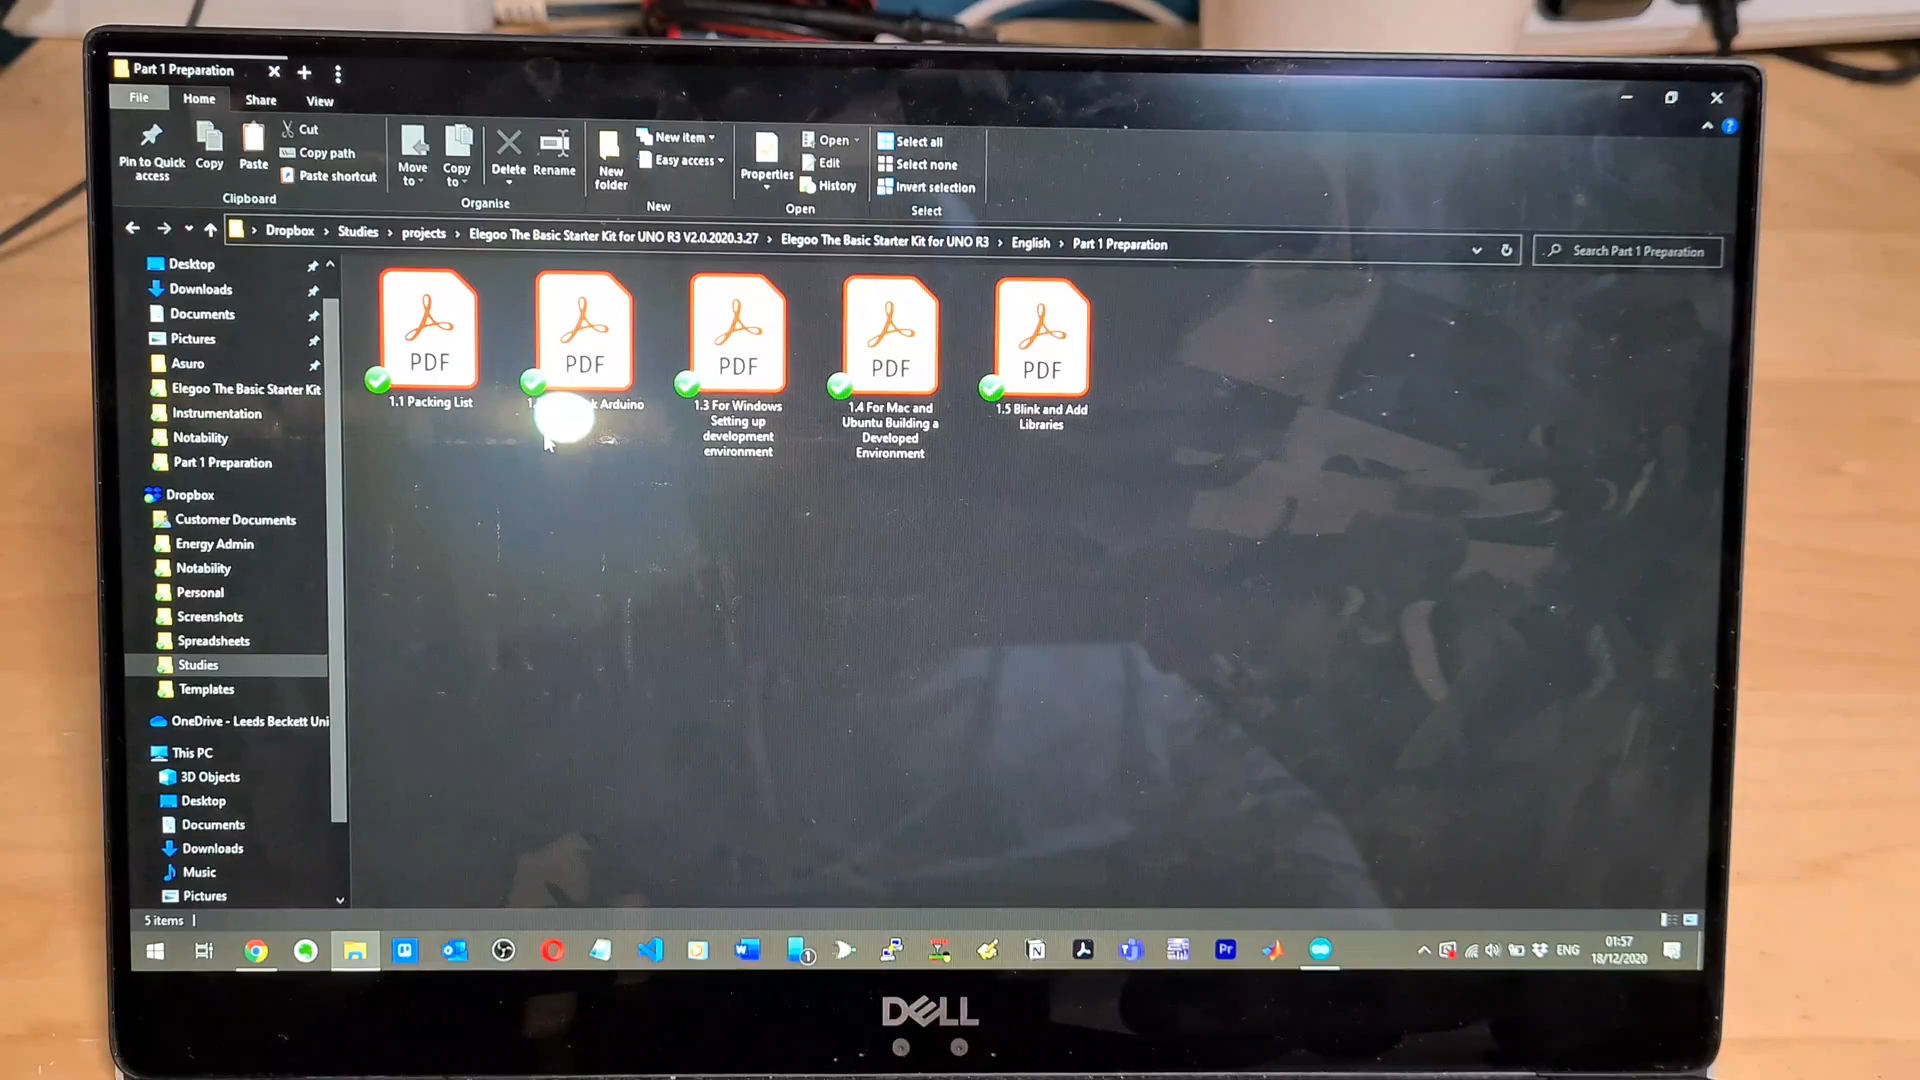 Part 1 Preparation
File
Home
Share
View
Pin to Quick
access
Copy
Paste
Cut
Copy path
Paste shortcut
Clipboard
Move
to
Copy
to
Delete
Rename
Organise
New
folder
New item
Easy access
New
Properties
Open
Edit
History
Open
Select all
Select none
Invert selection
Select
Dropbox
Studies
projects
Elegoo The Basic Starter Kit for UNO R3 V2.0.2020.3.27
Elegoo The Basic Starter Kit for UNO R3
English
Part 1 Preparation
Search Part 1 Preparation
Desktop
Downloads
Documents
Pictures
Asuro
Elegoo The Basic Starter Kit
Instrumentation
Notability
Part 1 Preparation
Dropbox
Customer Documents
Energy Admin
Notability
Personal
Screenshots
Spreadsheets
Studies
Templates
OneDrive - Leeds Beckett Uni
This PC
3D Objects
Desktop
Documents
Downloads
Music
Pictures
PDF
1.1 Packing List
PDF
Arduino
PDF
1.3 For Windows
Setting up
development
environment
PDF
1.4 For Mac and
Ubuntu Building a
Developed
Environment
PDF
1.5 Blink and Add
Libraries
5 items
1
Pr
ENG
01:57
18/12/2020
DELL